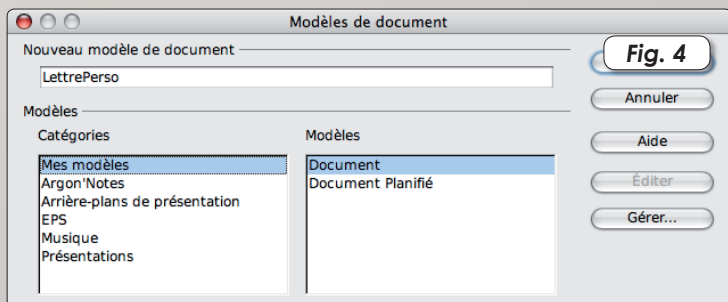 Modèles de document
Nouveau modèle de document
Fig. 4
LettrePerso
Annuler
Modèles
Catégories
Modèles
Aide
Mes modèles
Document
Argon'Notes
Document Planifié
Éditer
Arrière-plans de présentation
EPS
Gérer...
Musique
Présentations